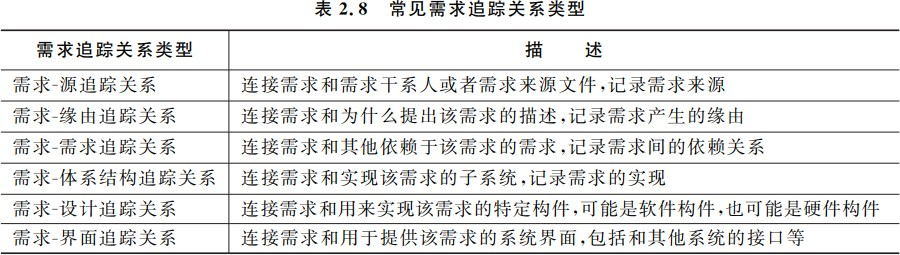 表 2.8 常见需求追踪关系类型
需求追踪关系类型 描 述
需求-源追踪关系 连接需求和需求干系人或者需求来源文件,记录需求来源
需求-缘由追踪关系 连接需求和为什么提出该需求的描述,记录需求产生的缘由
需求-需求追踪关系 连接需求和其他依赖于该需求的需求,记录需求间的依赖关系
需求-体系结构追踪关系 连接需求和实现该需求的子系统,记录需求的实现
需求-设计追踪关系 连接需求和用来实现该需求的特定构件,可能是软件构件,也可能是硬件构件
需求-界面追踪关系 连接需求和用于提供该需求的系统界面,包括和其他系统的接口等